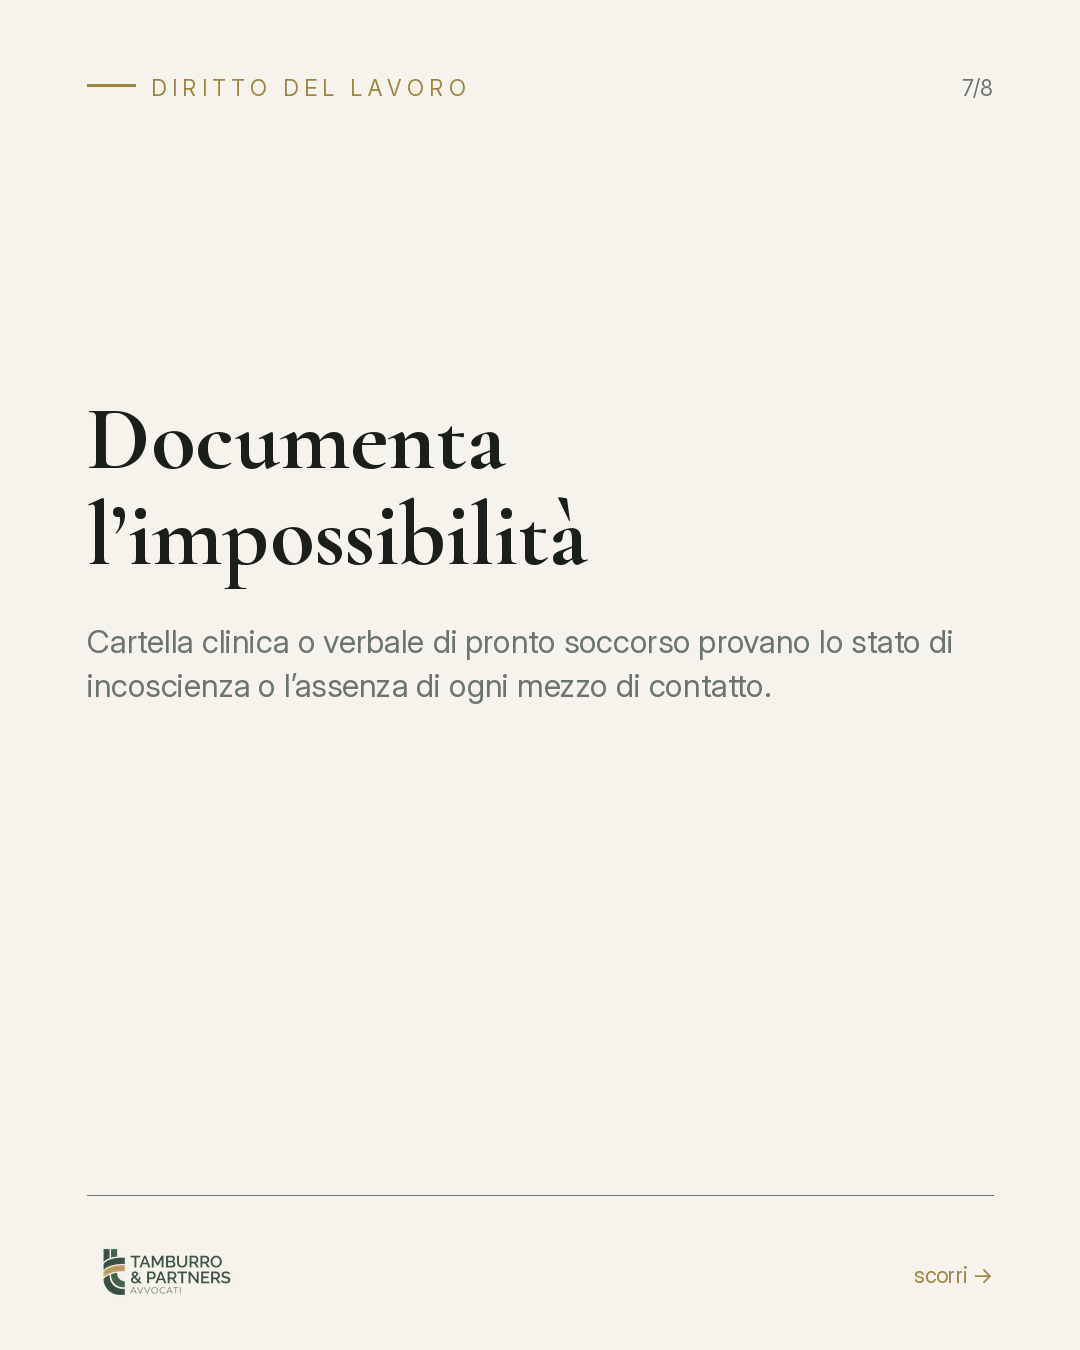 DIRITTO DEL LAVORO
7/8
Documenta
l’impossibilità
Cartella clinica o verbale di pronto soccorso provano lo stato di
incoscienza o l’assenza di ogni mezzo di contatto.
TAMBURRO
& PARTNERS
AVVOCATI
scorri →